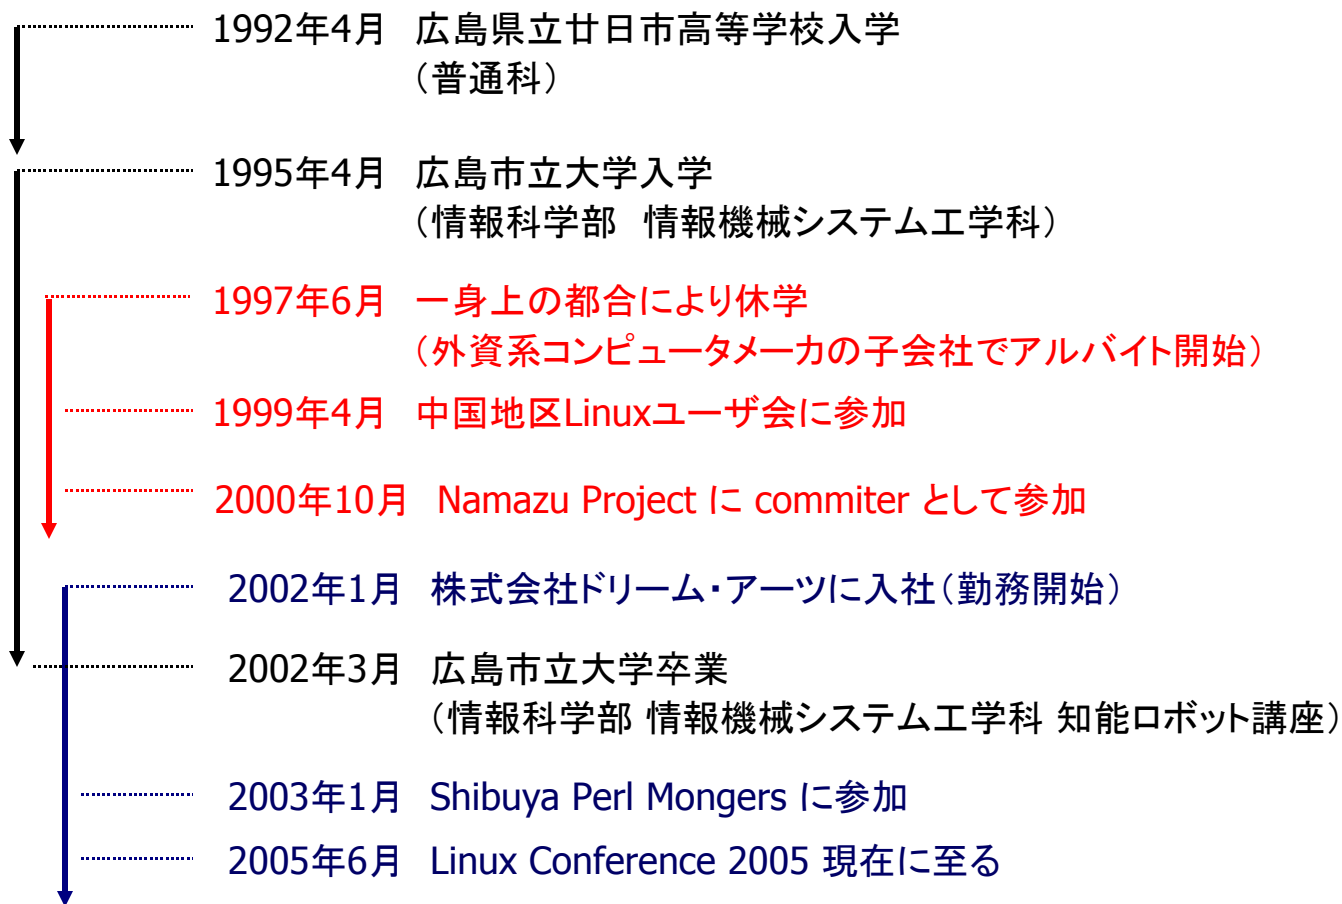 1992年4月 広島県立廿日市高等学校入学
（普通科）
1995年4月 広島市立大学入学
（情報科学部 情報機械システム工学科）
1997年6月 一身上の都合により休学
（外資系コンピュータメーカの子会社でアルバイト開始）
1999年4月 中国地区Linuxユーザ会に参加
2000年10月 Namazu Project に commiter として参加
2002年1月 株式会社ドリーム・アーツに入社（勤務開始）
2002年3月 広島市立大学卒業
（情報科学部 情報機械システム工学科 知能ロボット講座）
2003年1月 Shibuya Perl Mongers に参加
2005年6月 Linux Conference 2005 現在に至る